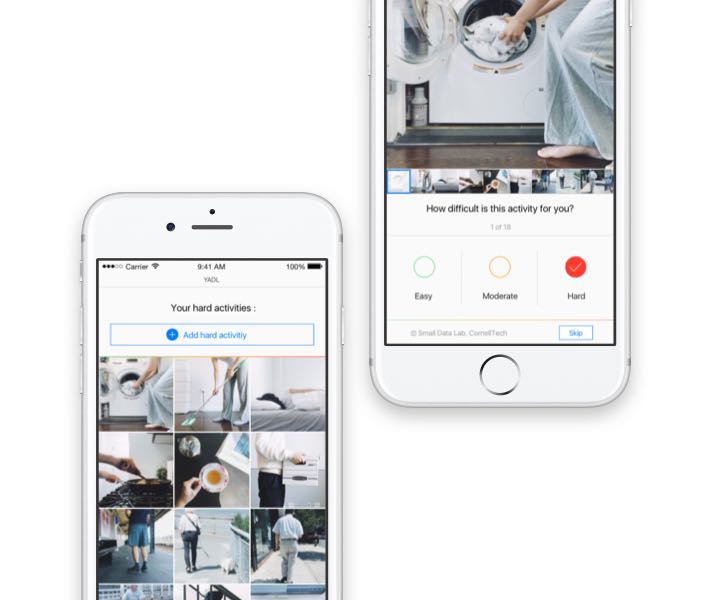 How difficult is this activity for you?
1 of 18
Easy
Moderate
Hard
© Small Data Lab, CornellTech
Skip
Carrier
9:41 AM
100%
YADL
Your hard activities :
Add hard activitiy